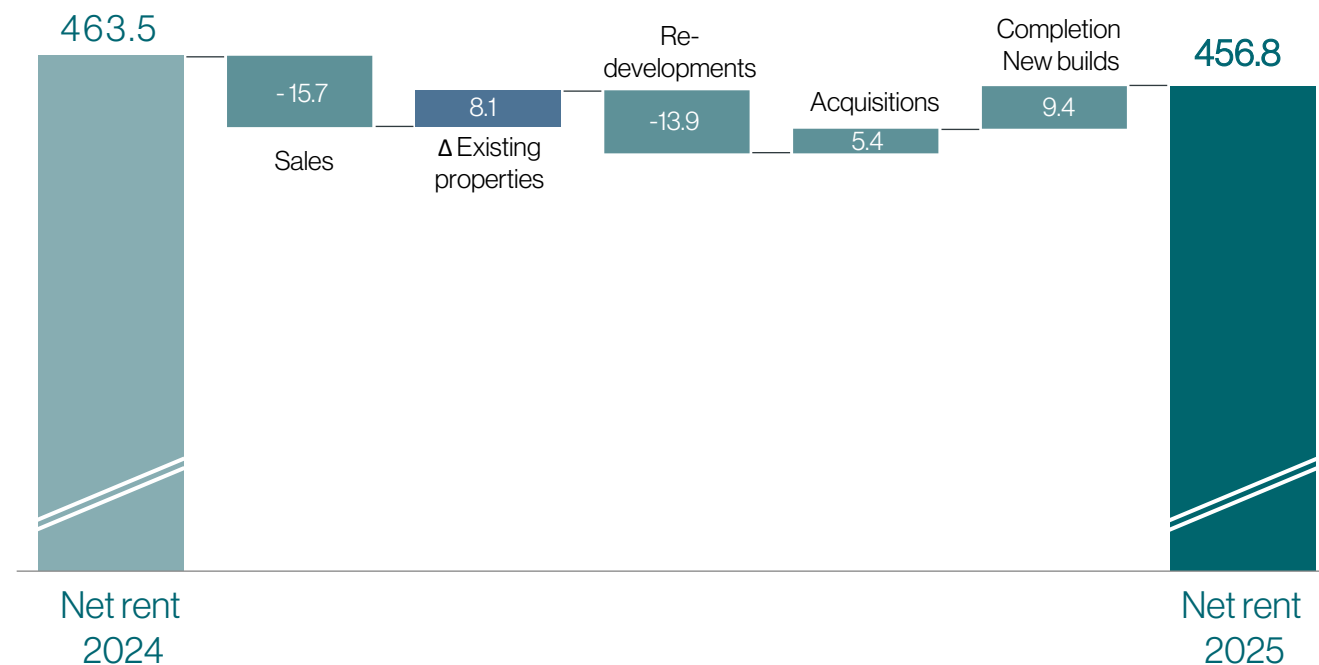 463.5
- 15.7
Sales
8.1
Δ Existing
properties
Re-
developments
-13.9
Acquisitions
5.4
Completion
New builds
9.4
456.8
Net rent
2024
Net rent
2025